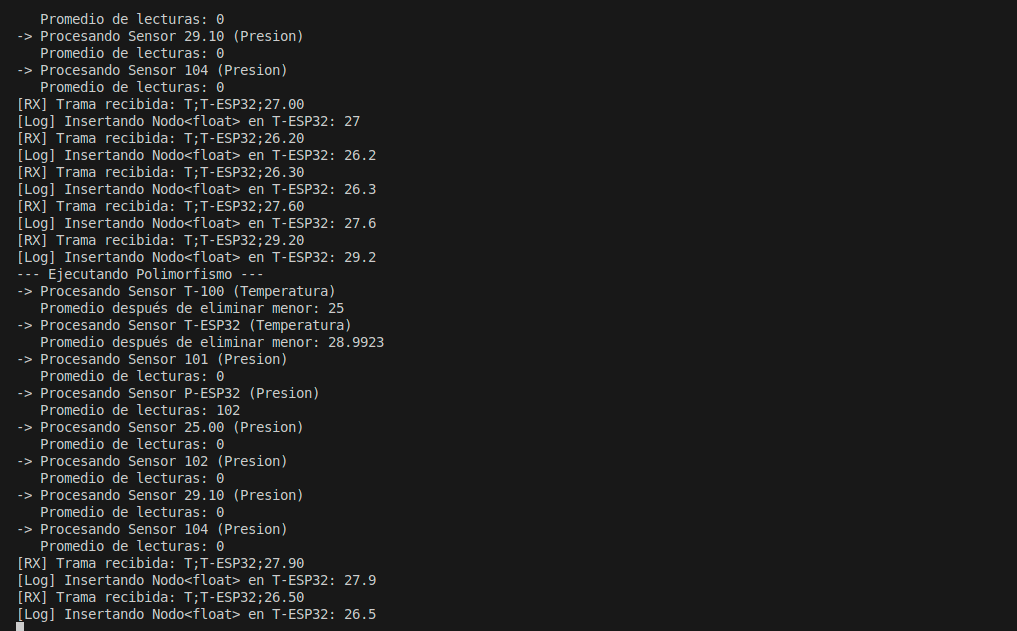 Promedio de lecturas: 0
-> Procesando Sensor 29.10 (Presion)
Promedio de lecturas: 0
-> Procesando Sensor 104 (Presion)
Promedio de lecturas: 0
[RX] Trama recibida: T;T-ESP32;27.00
[Log] Insertando Nodo<float> en T-ESP32: 27
[RX] Trama recibida: T;T-ESP32;26.20
[Log] Insertando Nodo<float> en T-ESP32: 26.2
[RX] Trama recibida: T;T-ESP32;26.30
[Log] Insertando Nodo<float> en T-ESP32: 26.3
[RX] Trama recibida: T;T-ESP32;27.60
[Log] Insertando Nodo<float> en T-ESP32: 27.6
[RX] Trama recibida: T;T-ESP32;29.20
[Log] Insertando Nodo<float> en T-ESP32: 29.2
--- Ejecutando Polimorfismo ---
-> Procesando Sensor T-100 (Temperatura)
Promedio después de eliminar menor: 25
-> Procesando Sensor T-ESP32 (Temperatura)
Promedio después de eliminar menor: 28.9923
-> Procesando Sensor 101 (Presion)
Promedio de lecturas: 0
-> Procesando Sensor P-ESP32 (Presion)
Promedio de lecturas: 102
-> Procesando Sensor 25.00 (Presion)
Promedio de lecturas: 0
-> Procesando Sensor 102 (Presion)
Promedio de lecturas: 0
-> Procesando Sensor 29.10 (Presion)
Promedio de lecturas: 0
-> Procesando Sensor 104 (Presion)
Promedio de lecturas: 0
[RX] Trama recibida: T;T-ESP32;27.90
[Log] Insertando Nodo<float> en T-ESP32: 27.9
[RX] Trama recibida: T;T-ESP32;26.50
[Log] Insertando Nodo<float> en T-ESP32: 26.5